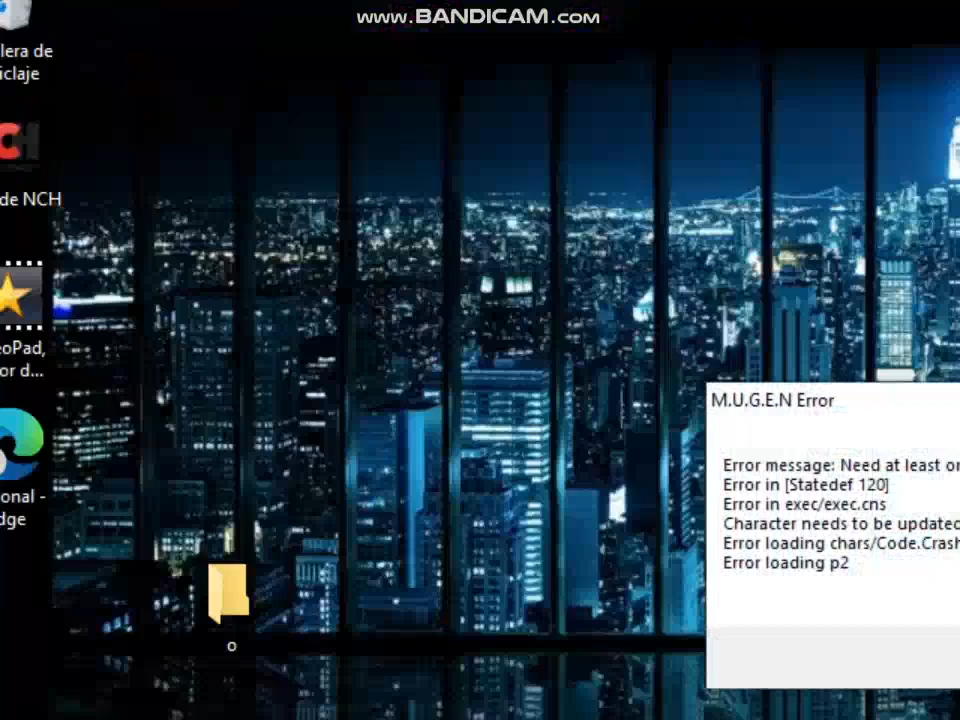 www.BANDICAM.com
lera de
iclaje
CH
de NCH
eoPad,
or d...
onal -
dge
o
M.U.G.E.N Error
Error message: Need at least or
Error in [Statedef 120]
Error in exec/exec.cns
Character needs to be updated
Error loading chars/Code.Crash
Error loading p2